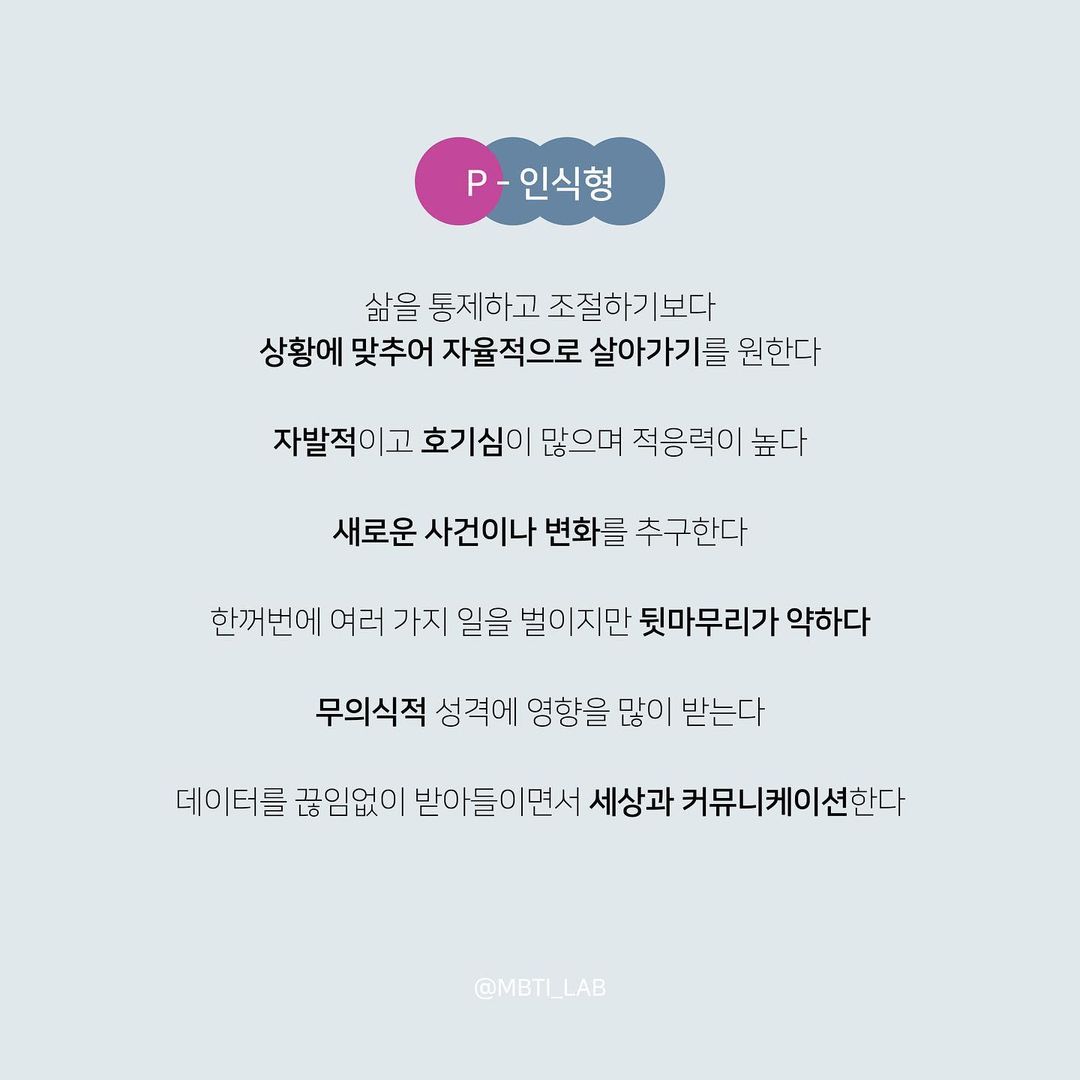 P - 인식형
삶을 통제하고 조절하기보다
상황에 맞추어 자율적으로 살아가기를 원한다
자발적이고 호기심이 많으며 적응력이 높다
새로운 사건이나 변화를 추구한다
한꺼번에 여러 가지 일을 벌이지만 뒷마무리가 약하다
무의식적 성격에 영향을 많이 받는다
데이터를 끊임없이 받아들이면서 세상과 커뮤니케이션한다
@MBTI_LAB